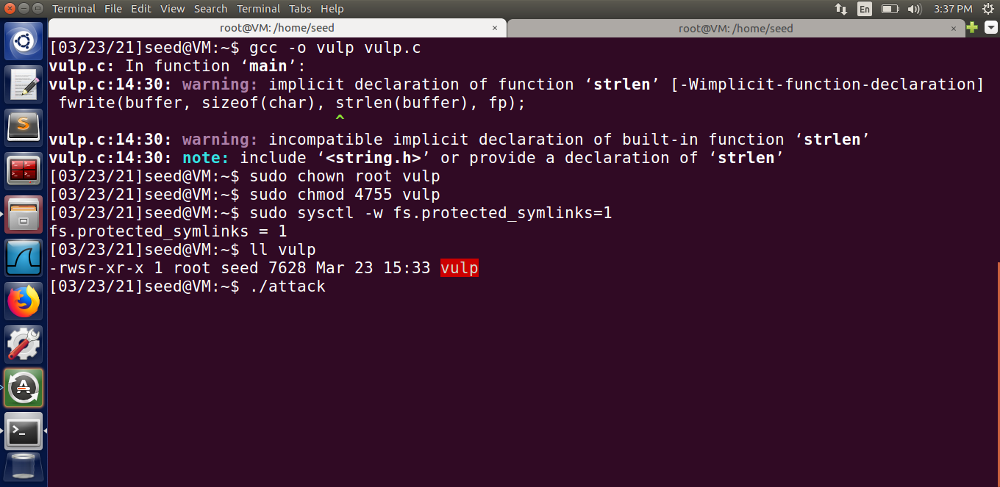 Terminal File Edit View Search Terminal Tabs Help En 3:37 PM
root@VM: /home/seed × root@VM: /home/seed ×
[03/23/21]seed@VM:~$ gcc -o vulp vulp.c
vulp.c: In function ‘main’:
vulp.c:14:30: warning: implicit declaration of function ‘strlen’ [-Wimplicit-function-declaration]
 fwrite(buffer, sizeof(char), strlen(buffer), fp);
                              ^
vulp.c:14:30: warning: incompatible implicit declaration of built-in function ‘strlen’
vulp.c:14:30: note: include ‘<string.h>’ or provide a declaration of ‘strlen’
[03/23/21]seed@VM:~$ sudo chown root vulp
[03/23/21]seed@VM:~$ sudo chmod 4755 vulp
[03/23/21]seed@VM:~$ sudo sysctl -w fs.protected_symlinks=1
fs.protected_symlinks = 1
[03/23/21]seed@VM:~$ ll vulp
-rwsr-xr-x 1 root seed 7628 Mar 23 15:33 vulp
[03/23/21]seed@VM:~$ ./attack